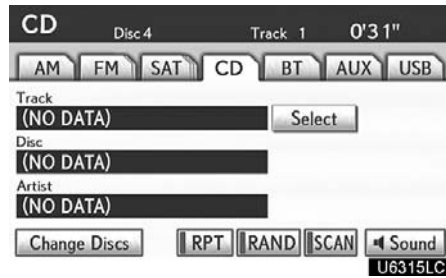 CD Disc 4 Track 1 0'31"
AM FM SAT CD BT AUX USB
Track
(NO DATA) Select
Disc
(NO DATA)
Artist
(NO DATA)
Change Discs RPT RAND SCAN Sound
U6315LC